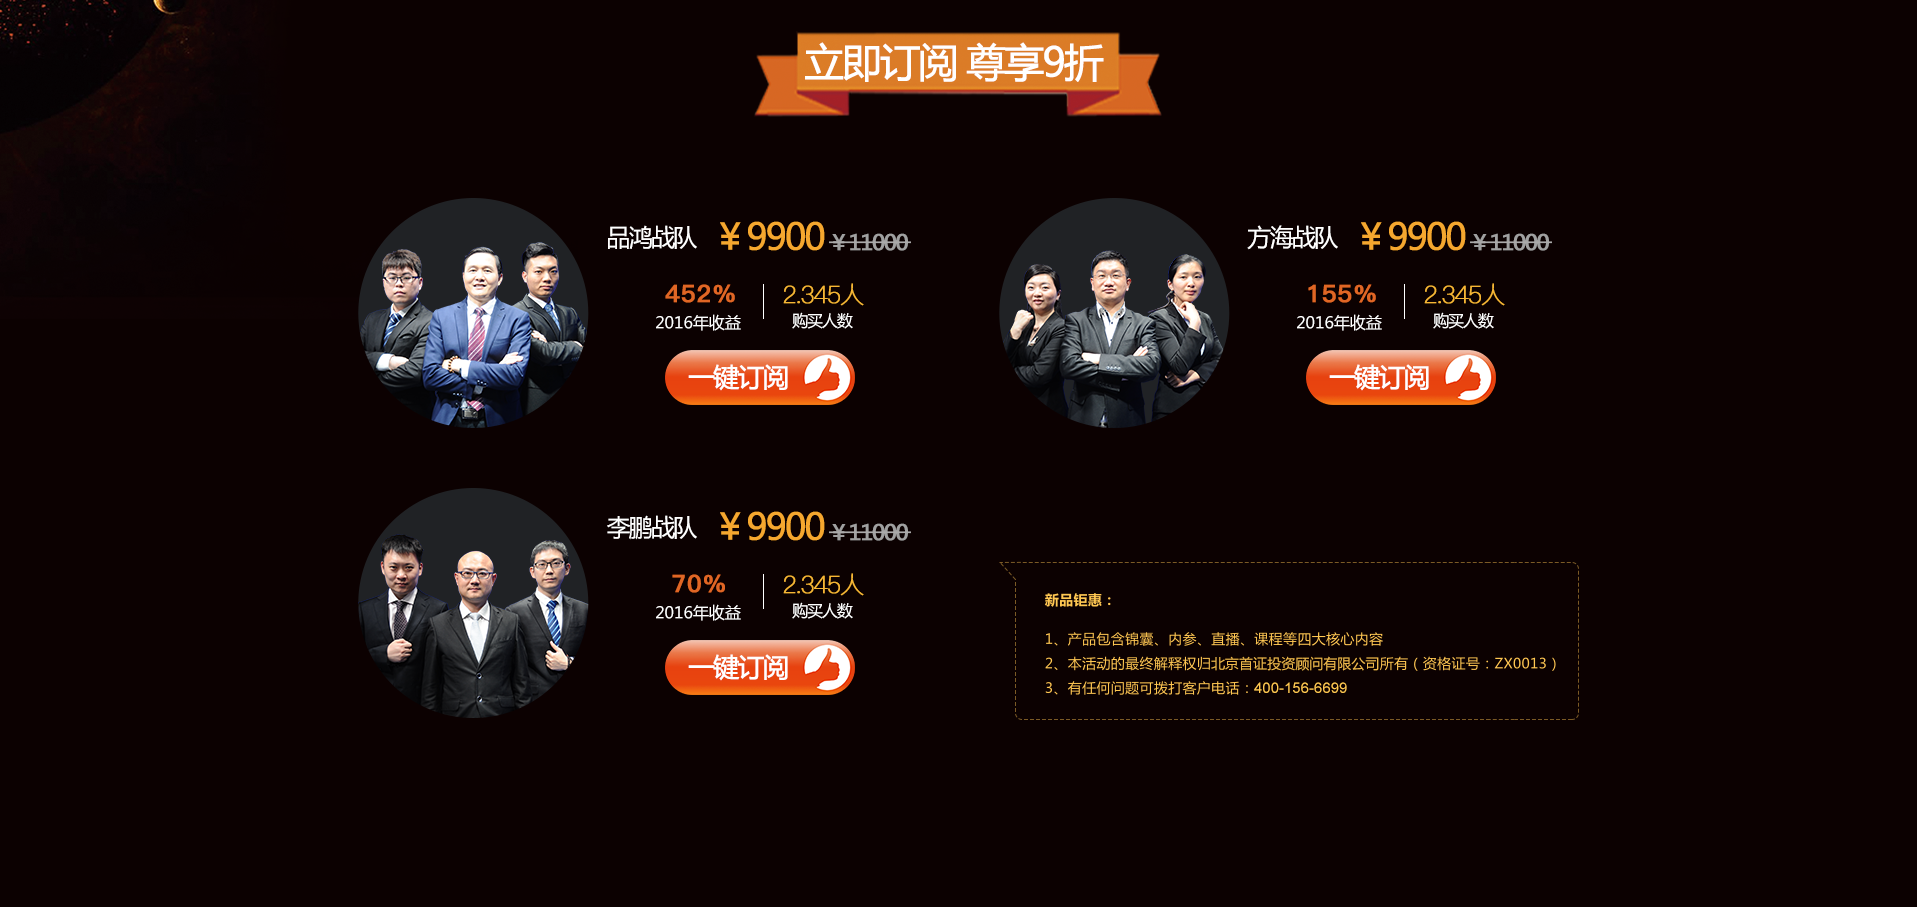 立即订阅 尊享9折
品鸿战队 ￥9900 ￥11000
452% 2.345人
2016年收益 购买人数
一键订阅
方海战队 ￥9900 ￥11000
155% 2.345人
2016年收益 购买人数
一键订阅
李鹏战队 ￥9900 ￥11000
70% 2.345人
2016年收益 购买人数
一键订阅
新品钜惠：
1、产品包含锦囊、内参、直播、课程等四大核心内容
2、本活动的最终解释权归北京首证投资顾问有限公司所有（资格证号：ZX0013）
3、有任何问题可拨打客户电话：400-156-6699